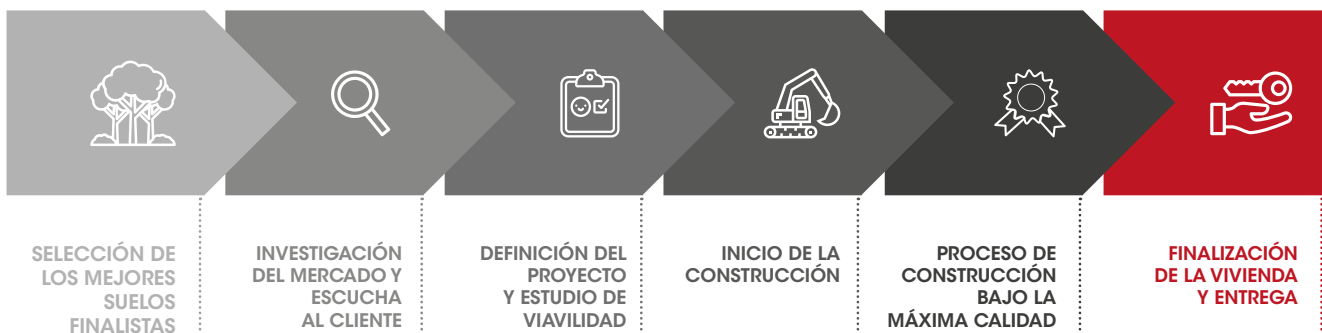 SELECCIÓN DE
LOS MEJORES
SUELOS
FINALISTAS
INVESTIGACIÓN
DEL MERCADO Y
ESCUCHA
AL CLIENTE
DEFINICIÓN DEL
PROYECTO
Y ESTUDIO DE
VIAVILIDAD
INICIO DE LA
CONSTRUCCIÓN
PROCESO DE
CONSTRUCCIÓN
BAJO LA
MÁXIMA CALIDAD
FINALIZACIÓN
DE LA VIVIENDA
Y ENTREGA